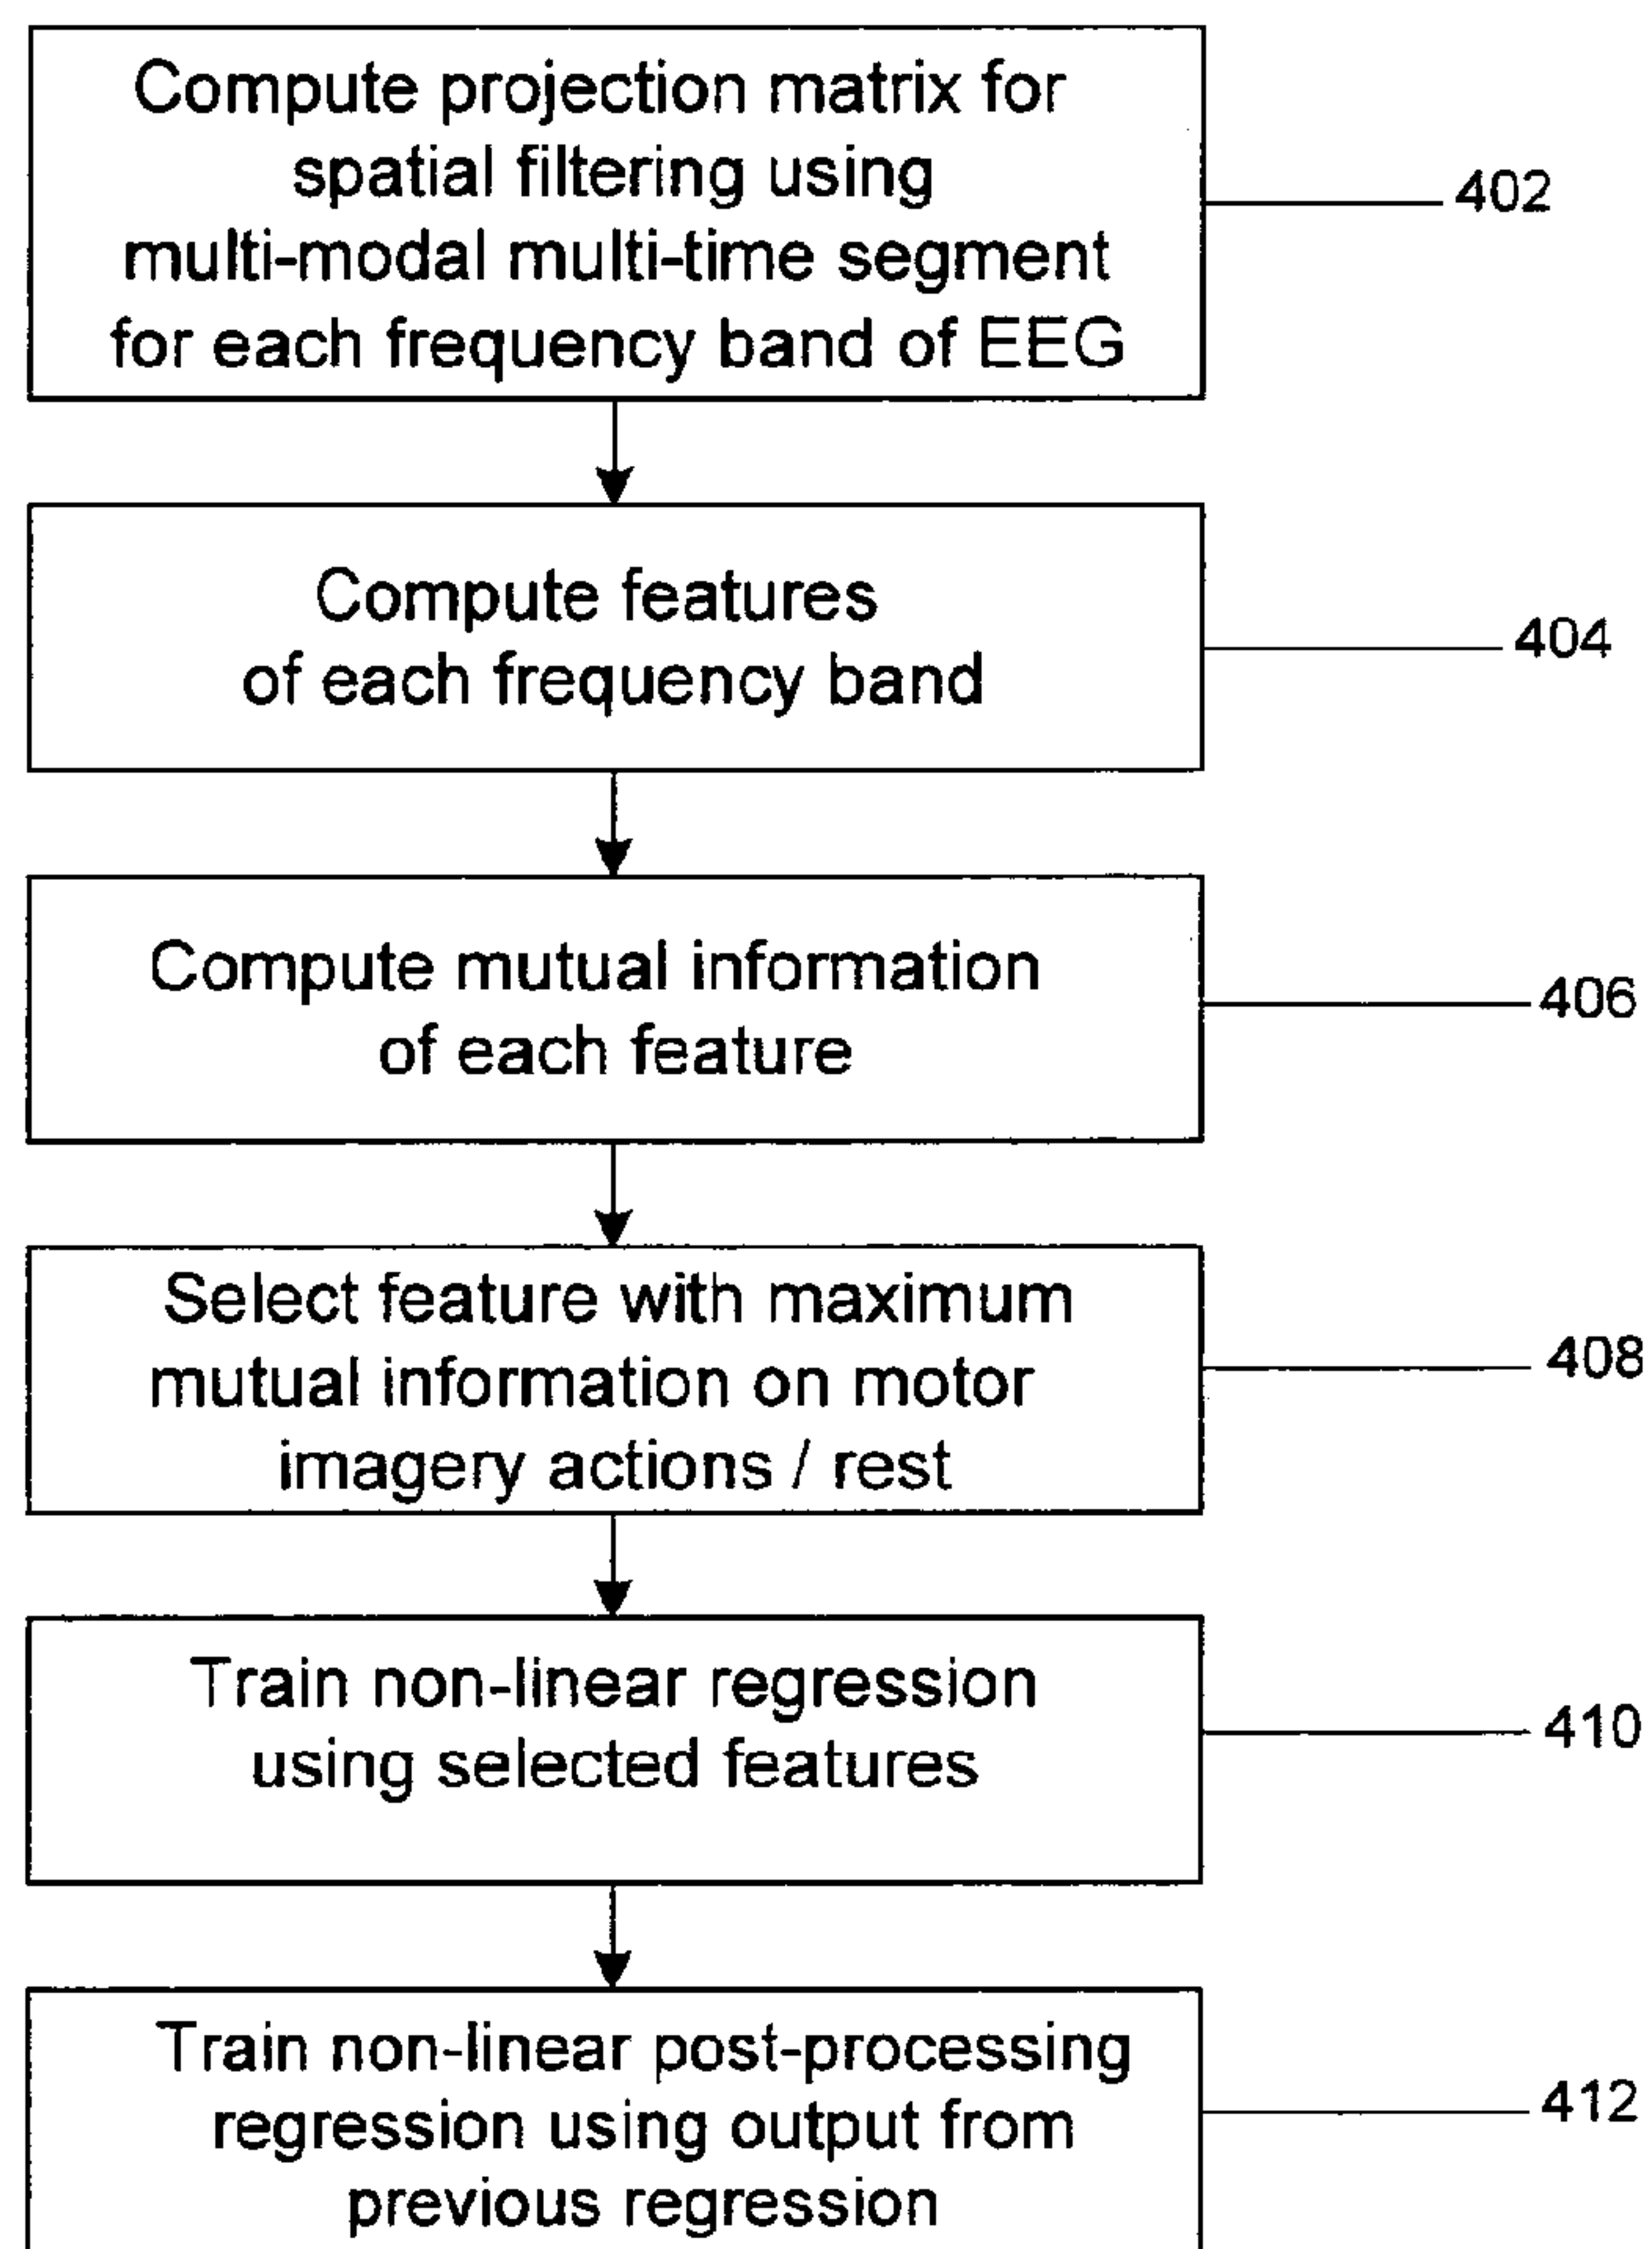 Compute projection matrix for
spatial filtering using
multi-modal multi-time segment
for each frequency band of EEG
402
Compute features
of each frequency band
404
Compute mutual information
of each feature
406
Select feature with maximum
mutual information on motor
imagery actions / rest
408
Train non-linear regression
using selected features
410
Train non-linear post-processing
regression using output from
previous regression
412